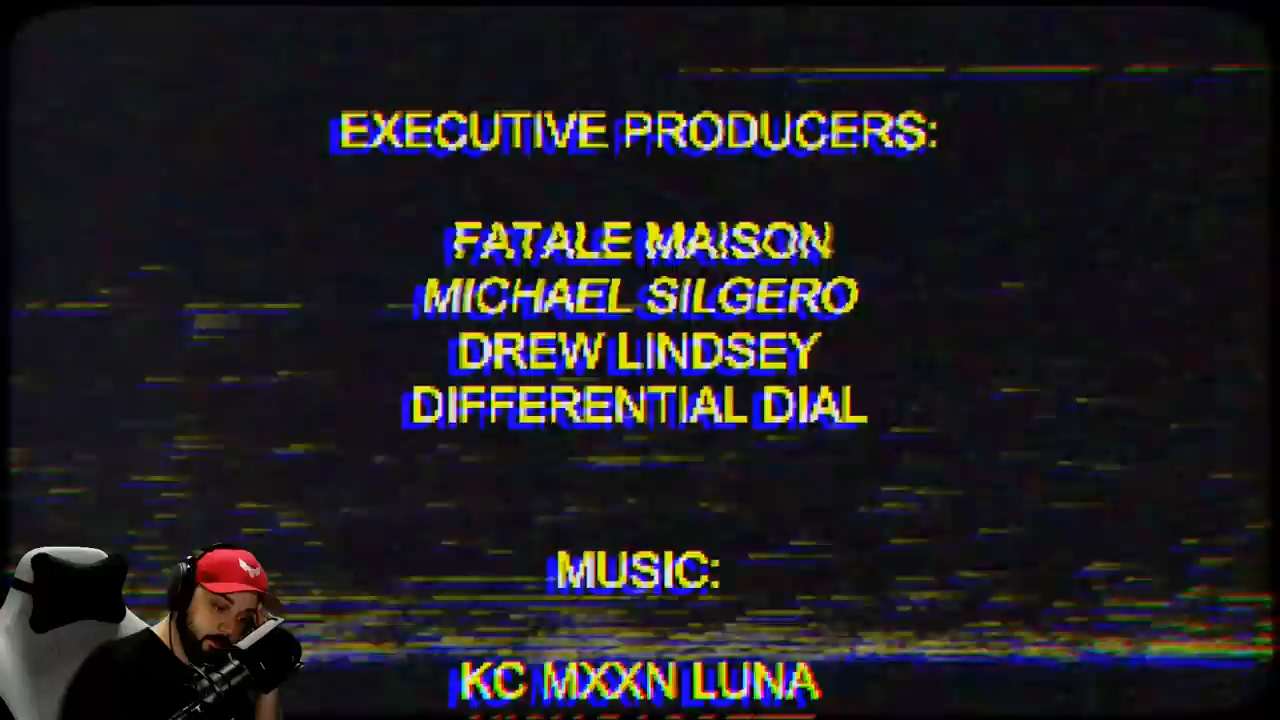 EXECUTIVE PRODUCERS:
FATALE MAISON
MICHAEL SILGERO
DREW LINDSEY
DIFFERENTIAL DIAL
MUSIC:
KC MXXN LUNA